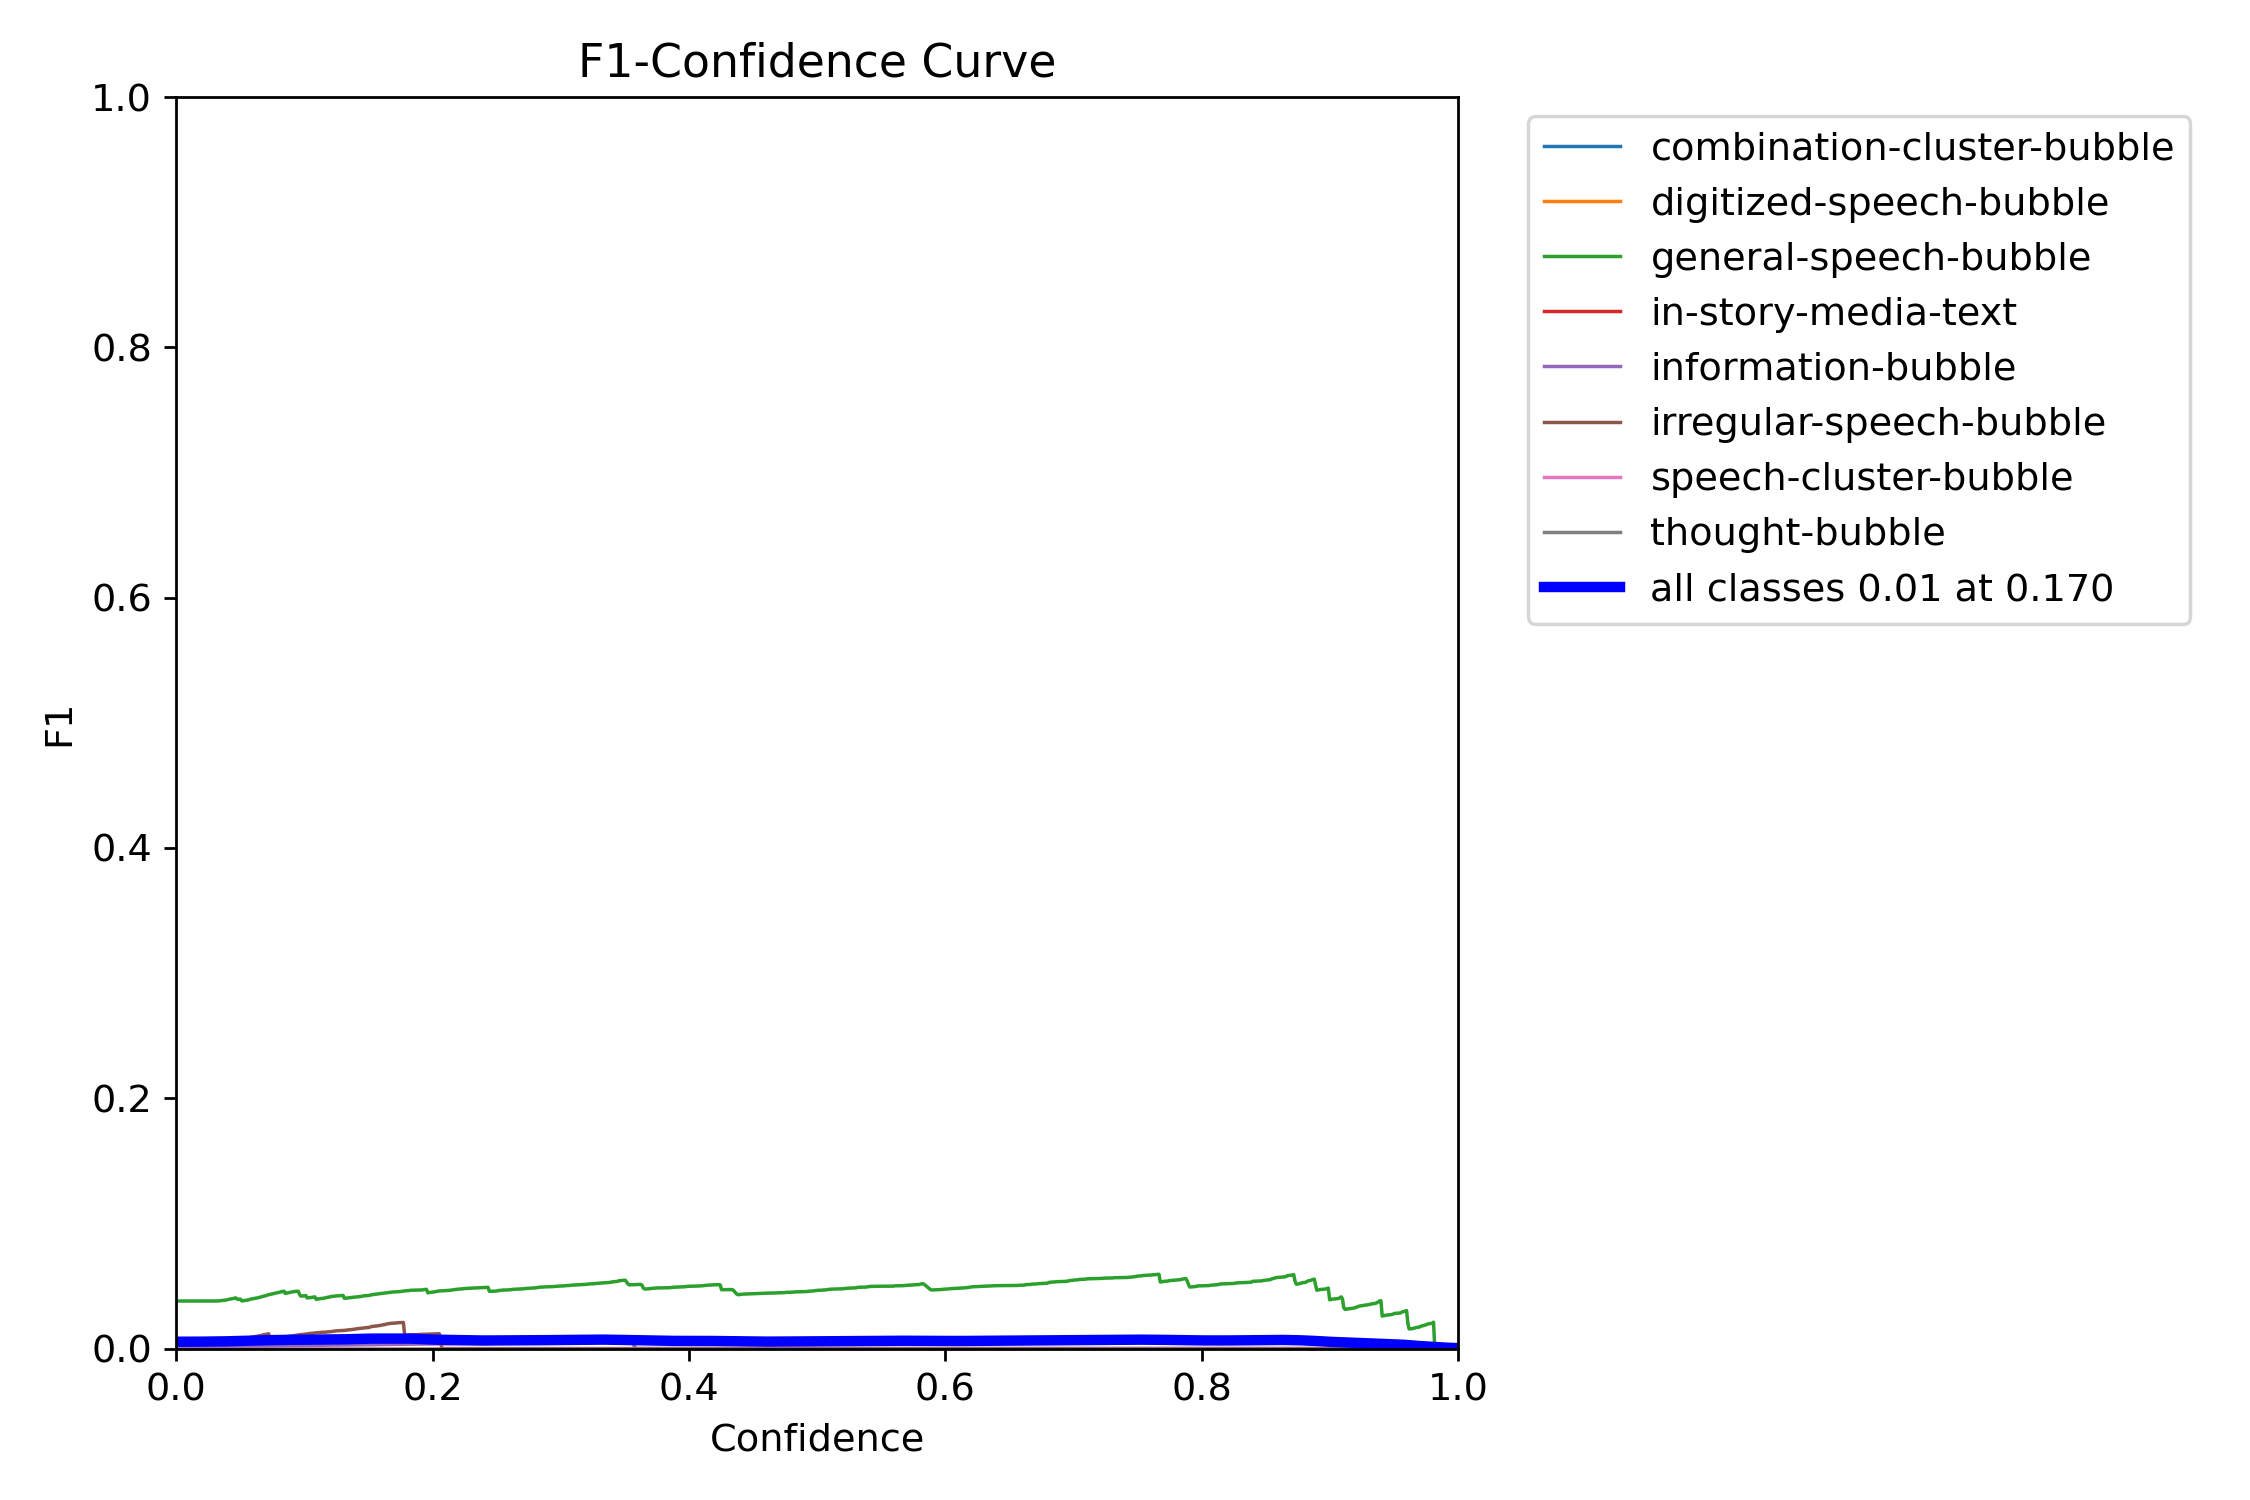 F1-Confidence Curve
1.0
0.8
0.6
0.4
0.2
0.0
F1
0.0 0.2 0.4 0.6 0.8 1.0
Confidence
combination-cluster-bubble
digitized-speech-bubble
general-speech-bubble
in-story-media-text
information-bubble
irregular-speech-bubble
speech-cluster-bubble
thought-bubble
all classes 0.01 at 0.170